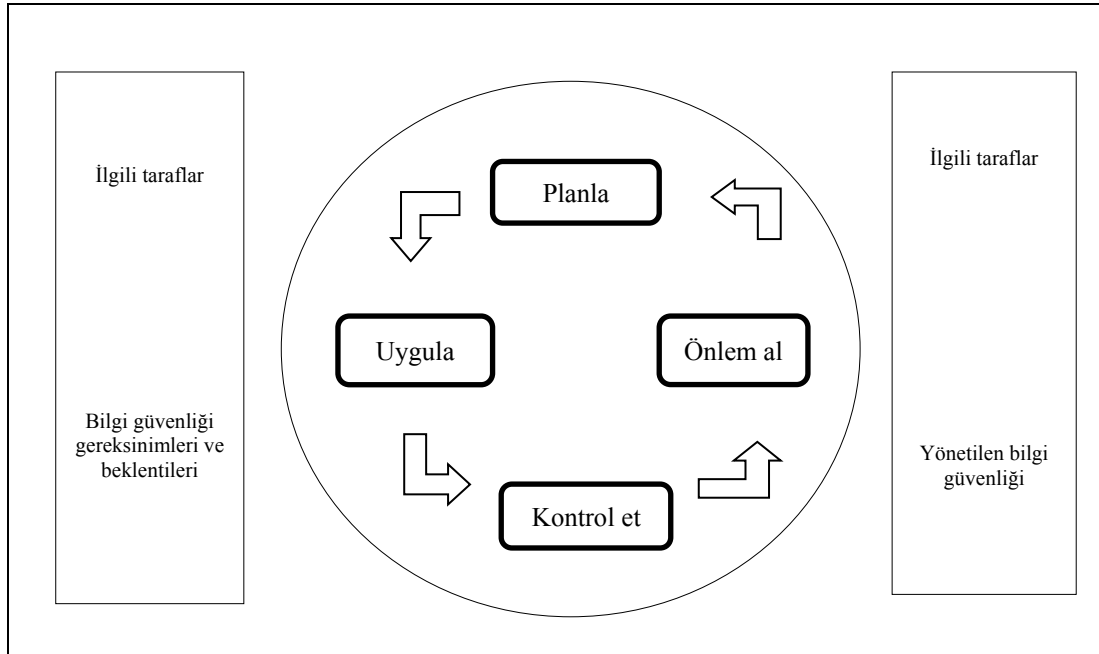 İlgili taraflar
Bilgi güvenliği
gereksinimleri ve
beklentileri
Planla
Uygula
Önlem al
Kontrol et
İlgili taraflar
Yönetilen bilgi
güvenliği